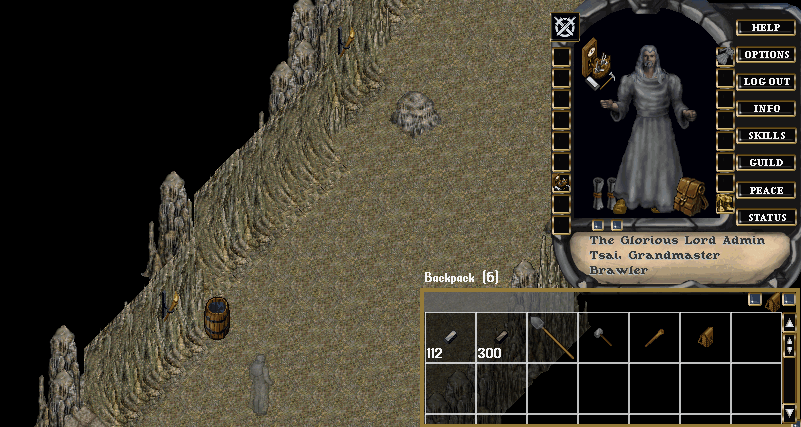 HELP
OPTIONS
LOG OUT
INFO
SKILLS
GUILD
PEACE
STATUS
The Glorious Lord Admin
Tsai, Grandmaster
Brawler
Backpack (6)
112
300